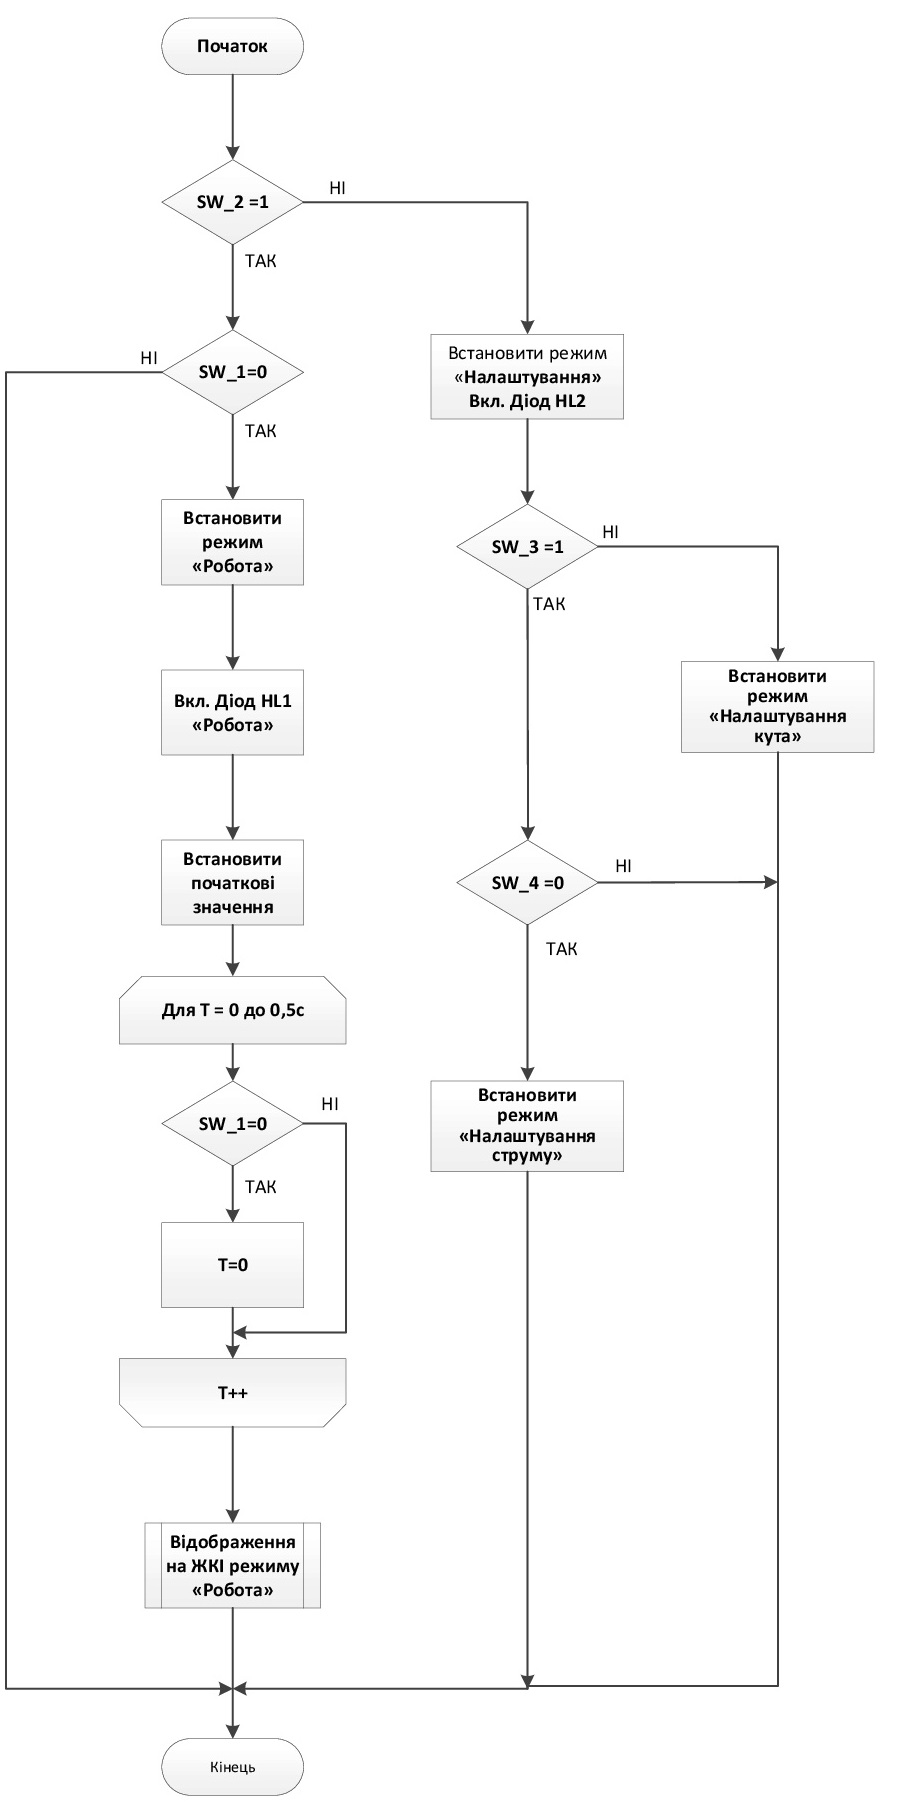 Початок
SW_2 =1
НІ
ТАК
SW_1=0
НІ
ТАК
Встановити
режим
«Робота»
Вкл. Діод HL1
«Робота»
Встановити
початкові
значення
Для T = 0 до 0,5с
SW_1=0
НІ
ТАК
T=0
T++
Відображення
на ЖКІ режиму
«Робота»
Встановити режим
«Налаштування»
Вкл. Діод HL2
SW_3 =1
НІ
ТАК
Встановити
режим
«Налаштування
кута»
SW_4 =0
НІ
ТАК
Встановити
режим
«Налаштування
струму»
Кінець